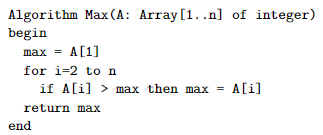 Algorithm Max(A: Array[1..n] of integer)
begin
  max = A[1]
  for i=2 to n
    if A[i] > max then max = A[i]
  return max
end